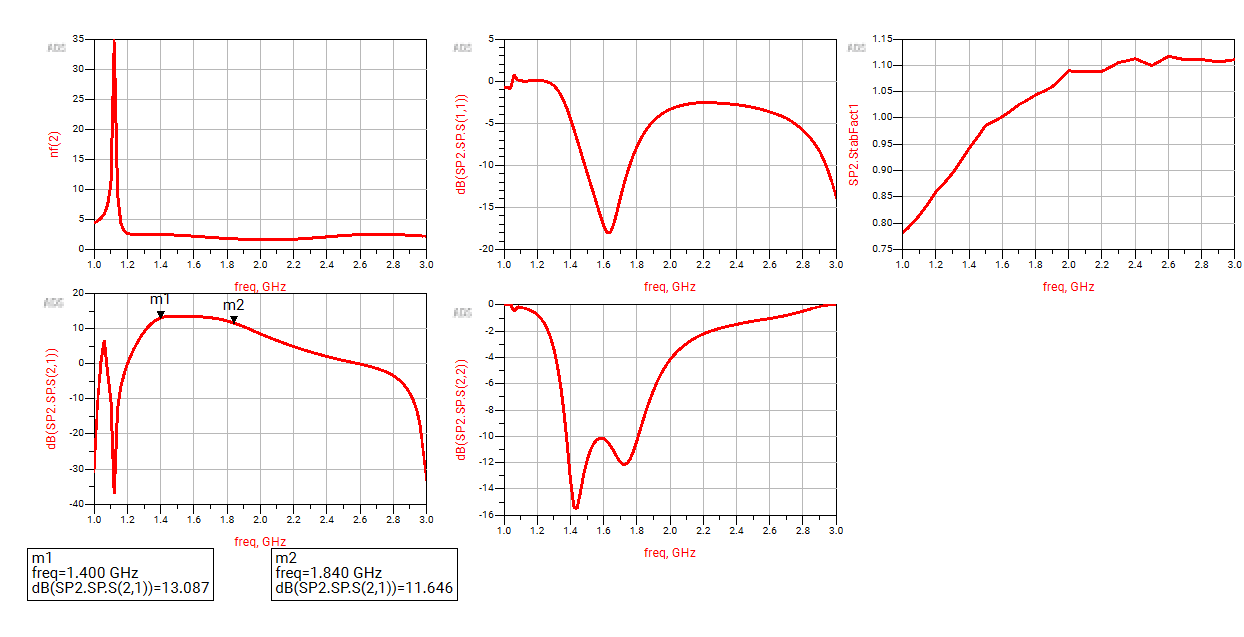 ADS
35
30
25
20
15
10
5
0
nf(2)
1.0 1.2 1.4 1.6 1.8 2.0 2.2 2.4 2.6 2.8 3.0
freq, GHz
ADS
5
0
-5
-10
-15
-20
dB(SP2.SP.S(1,1))
1.0 1.2 1.4 1.6 1.8 2.0 2.2 2.4 2.6 2.8 3.0
freq, GHz
ADS
1.15
1.10
1.05
1.00
0.95
0.90
0.85
0.80
0.75
SP2.StabFact1
1.0 1.2 1.4 1.6 1.8 2.0 2.2 2.4 2.6 2.8 3.0
freq, GHz
ADS
20
10
0
-10
-20
-30
-40
dB(SP2.SP.S(2,1))
m1
m2
1.0 1.2 1.4 1.6 1.8 2.0 2.2 2.4 2.6 2.8 3.0
freq, GHz
ADS
0
-2
-4
-6
-8
-10
-12
-14
-16
dB(SP2.SP.S(2,2))
1.0 1.2 1.4 1.6 1.8 2.0 2.2 2.4 2.6 2.8 3.0
freq, GHz
m1
freq=1.400 GHz
dB(SP2.SP.S(2,1))=13.087
m2
freq=1.840 GHz
dB(SP2.SP.S(2,1))=11.646